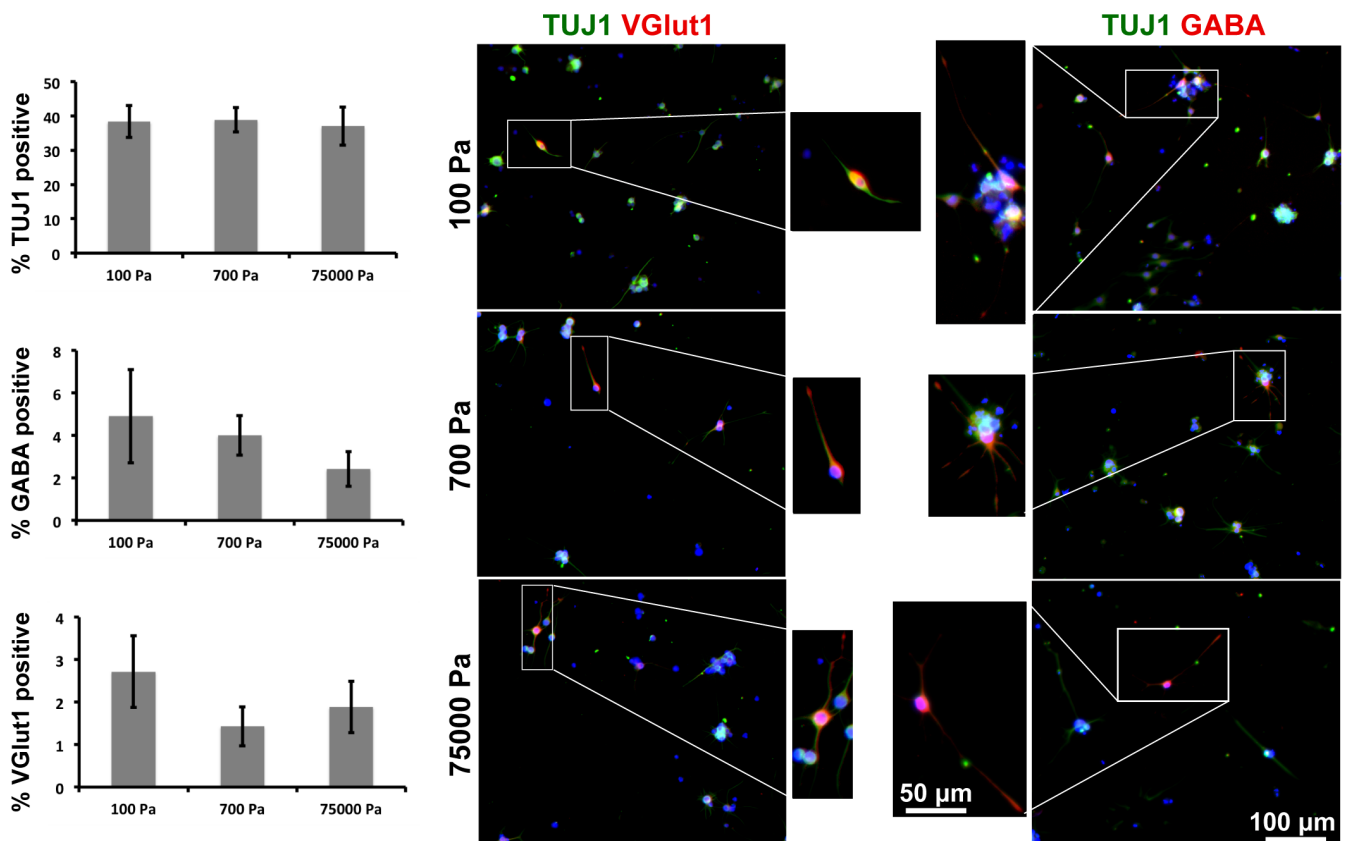 % TUJ1 positive
50
40
30
20
10
0
100 Pa 700 Pa 75000 Pa
% GABA positive
8
6
4
2
0
100 Pa 700 Pa 75000 Pa
% VGlut1 positive
4
3
2
1
0
100 Pa 700 Pa 75000 Pa
TUJ1 VGlut1
TUJ1 GABA
100 Pa
700 Pa
75000 Pa
50 µm
100 µm